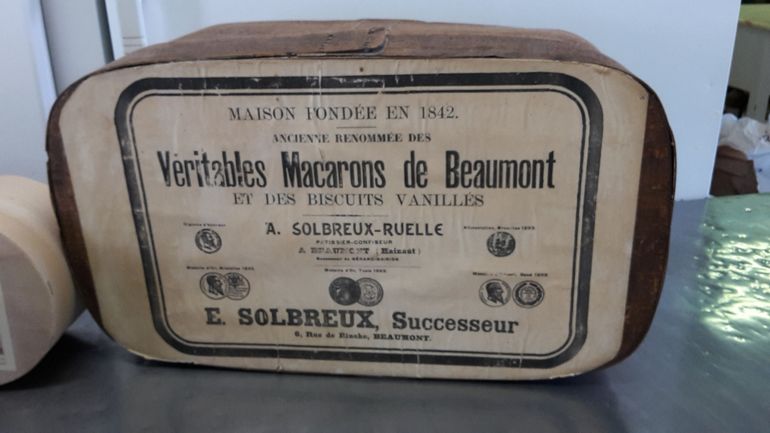 MAISON FONDÉE EN 1842.
ANCIENNE RENOMMÉE DES
Véritables Macarons de Beaumont
ET DES BISCUITS VANILLÉS
A. SOLBREUX-RUELLE
PATISSIER-CONFISEUR
A BEAUMONT (Hainaut)
E. SOLBREUX, Successeur
6, Rue de Binche, BEAUMONT.